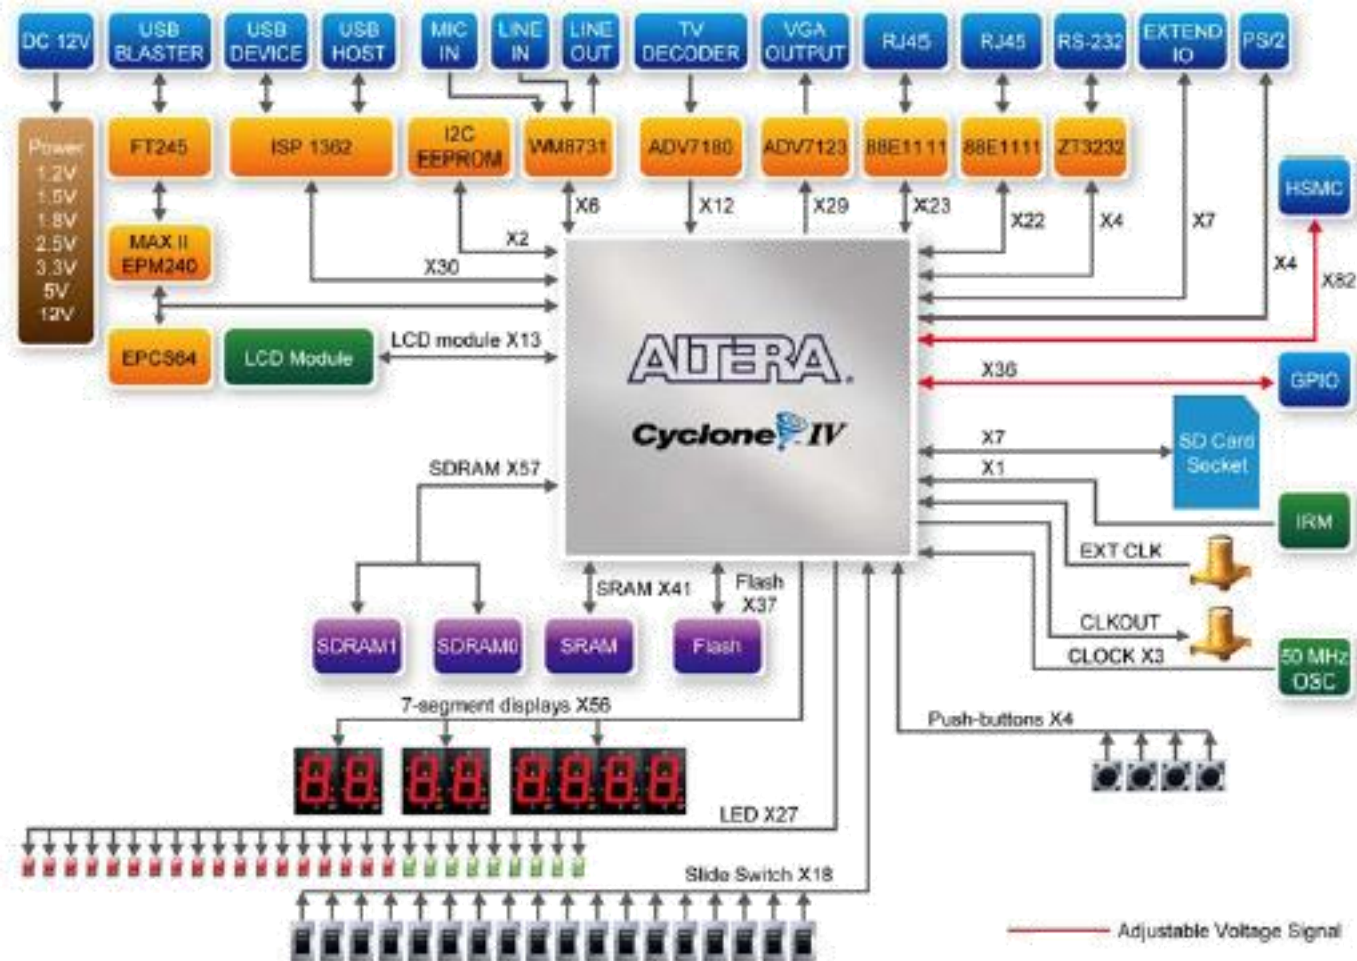 DC 12V
USB
BLASTER
USB
DEVICE
USB
HOST
MIC
IN
LINE
IN
LINE
OUT
TV
DECODER
VGA
OUTPUT
RJ45
RJ45
RS-232
EXTEND
IO
PS/2
Power
1.2V
1.5V
1.8V
2.5V
3.3V
5V
12V
FT245
ISP 1362
I2C
EEPROM
WM8731
ADV7180
ADV7123
88E1111
88E1111
ZT3232
HSMC
X6
X12
X29
X23
X22
X4
X7
X4
X82
MAX II
EPM240
X2
X30
EPCS64
LCD Module
LCD module X13
ALTERA.
Cyclone IV
X36
GPIO
X7
SD Card
Socket
X1
IRM
SDRAM X57
EXT CLK
SRAM X41
Flash
X37
CLKOUT
CLOCK X3
50 MHz
OSC
SDRAM1
SDRAM0
SRAM
Flash
7-segment displays X56
Push-buttons X4
88
88
8888
LED X27
Slide Switch X18
Adjustable Voltage Signal